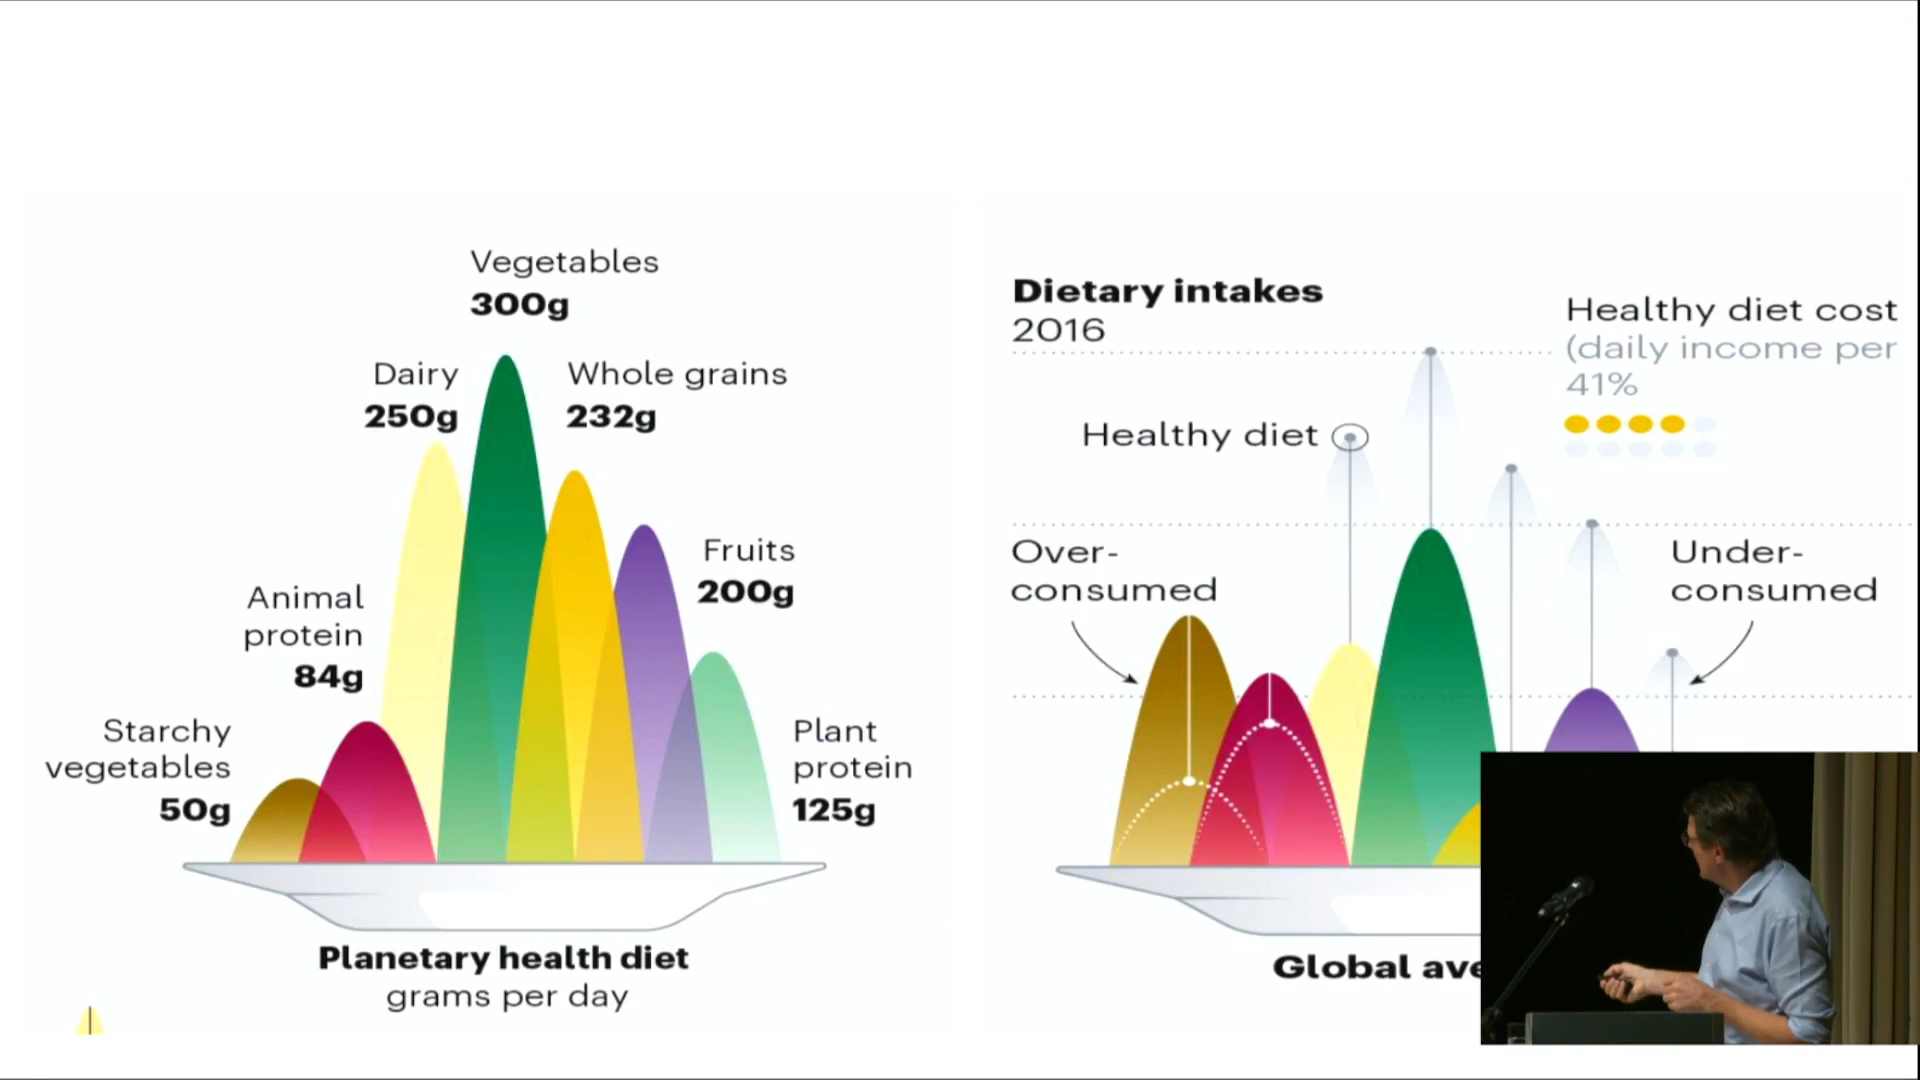 Vegetables
300g
Dairy
250g
Whole grains
232g
Fruits
200g
Animal
protein
84g
Starchy
vegetables
50g
Plant
protein
125g
Planetary health diet
grams per day
Dietary intakes
2016
Healthy diet cost
(daily income per
41%
Healthy diet
Over-
consumed
Under-
consumed
Global